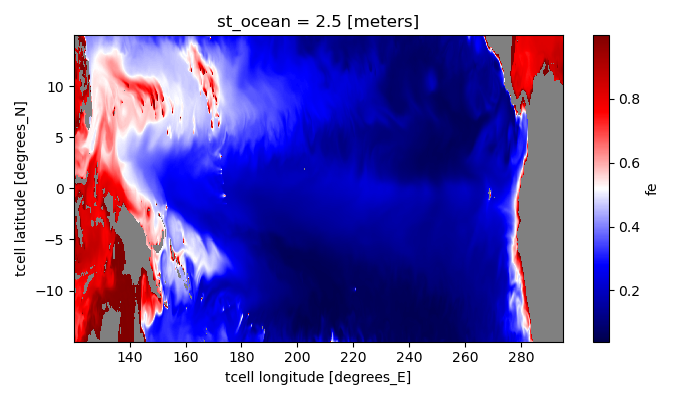 st_ocean = 2.5 [meters]
10
5
0
−5
−10
tcell latitude [degrees_N]
140 160 180 200 220 240 260 280
tcell longitude [degrees_E]
0.8
0.6
0.4
0.2
fe